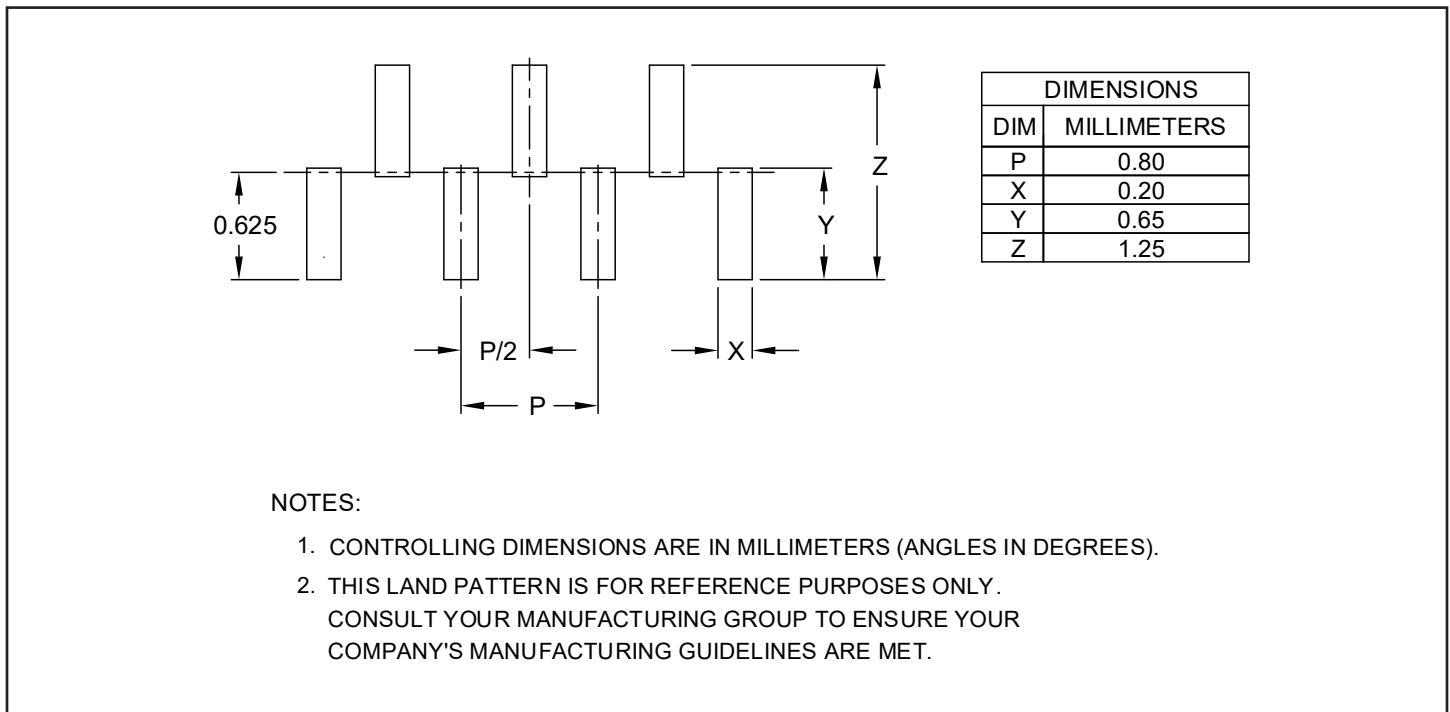 0.625
Z
Y
P/2
X
P
DIMENSIONS
DIM MILLIMETERS
P 0.80
X 0.20
Y 0.65
Z 1.25
NOTES:
1. CONTROLLING DIMENSIONS ARE IN MILLIMETERS (ANGLES IN DEGREES).
2. THIS LAND PATTERN IS FOR REFERENCE PURPOSES ONLY.
CONSULT YOUR MANUFACTURING GROUP TO ENSURE YOUR
COMPANY'S MANUFACTURING GUIDELINES ARE MET.